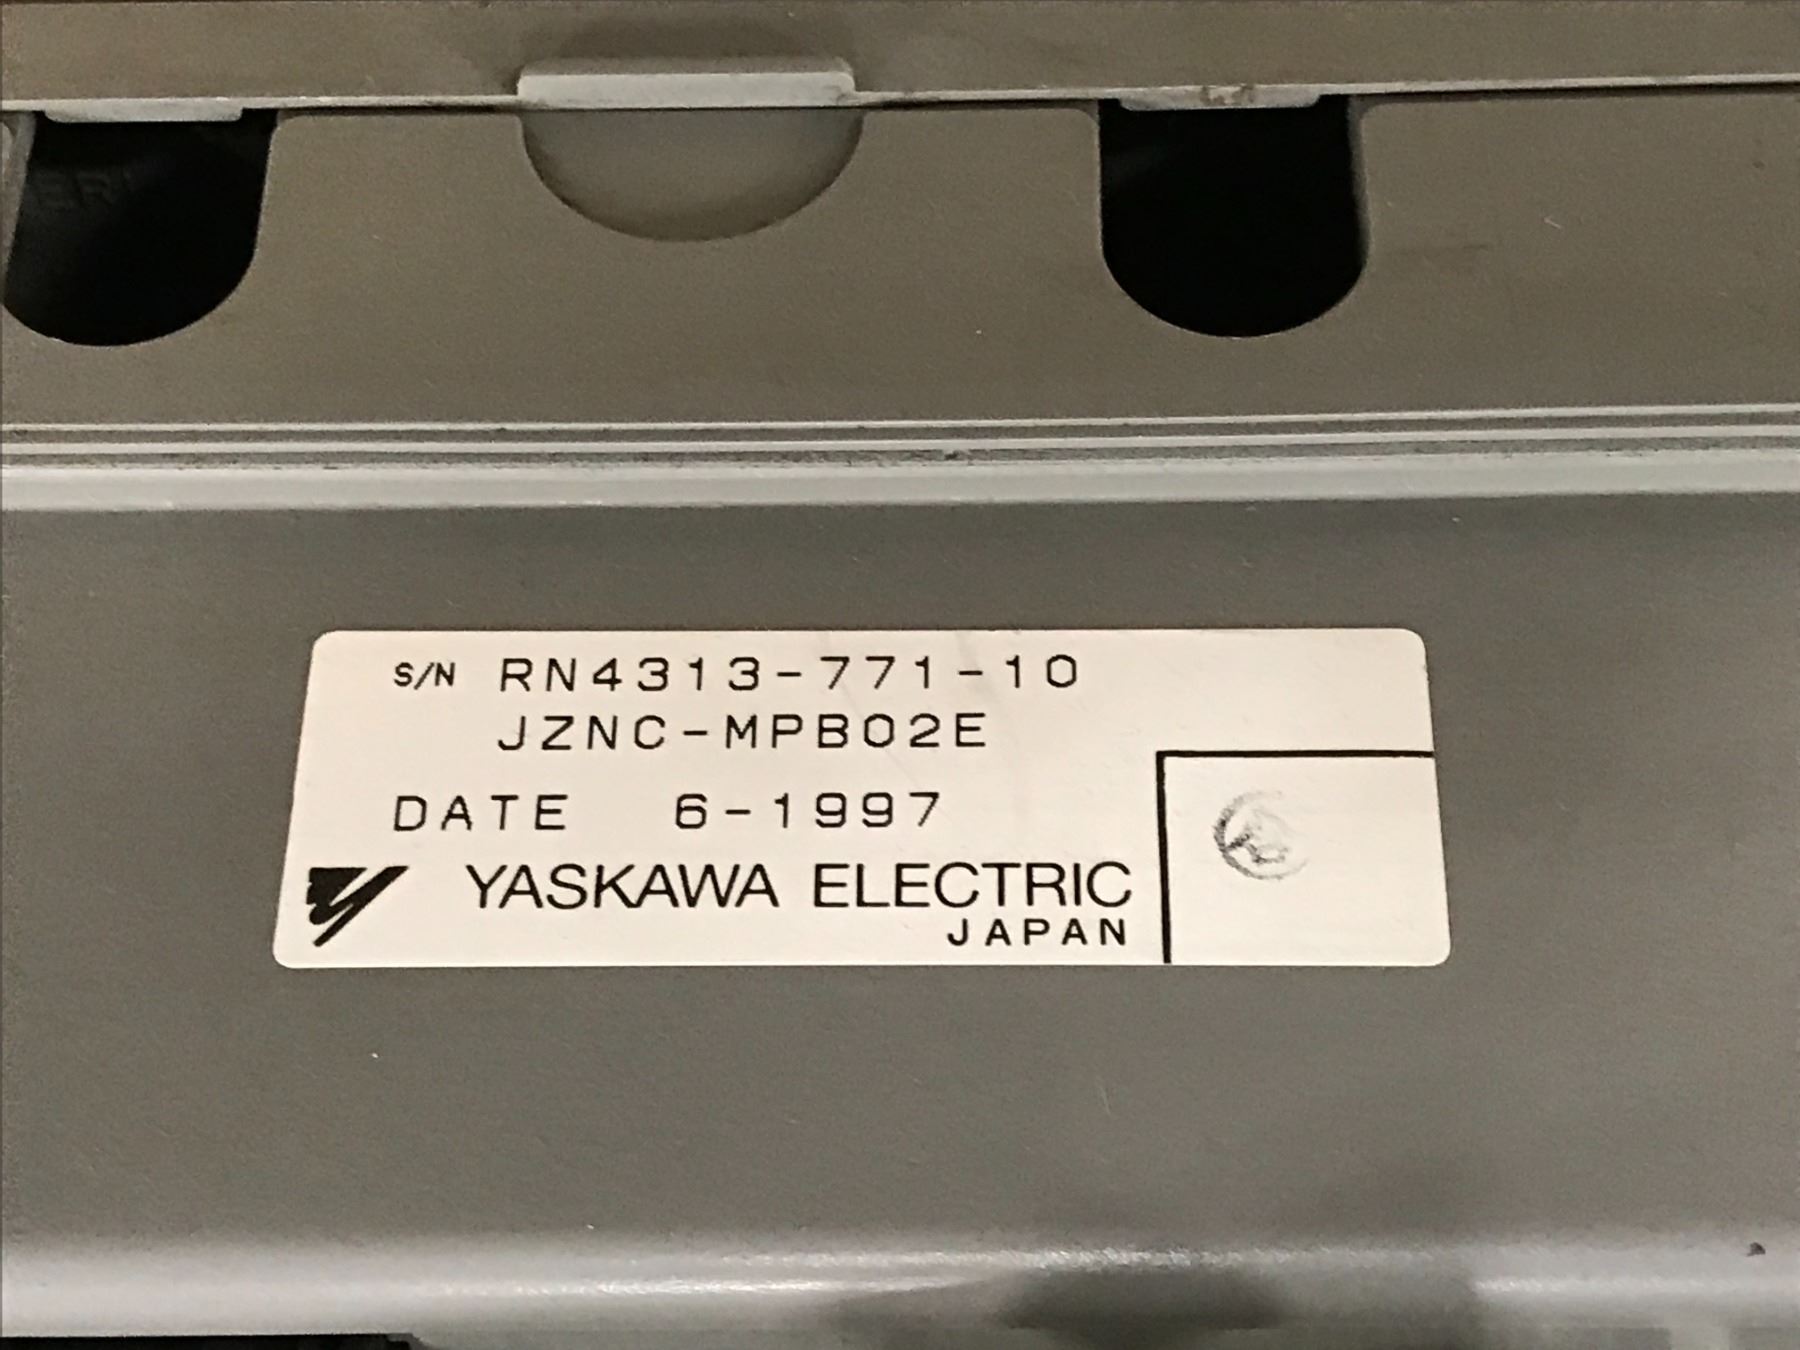 S/N RN4313-771-10
JZNC-MPB02E
DATE 6-1997
YASKAWA ELECTRIC
JAPAN